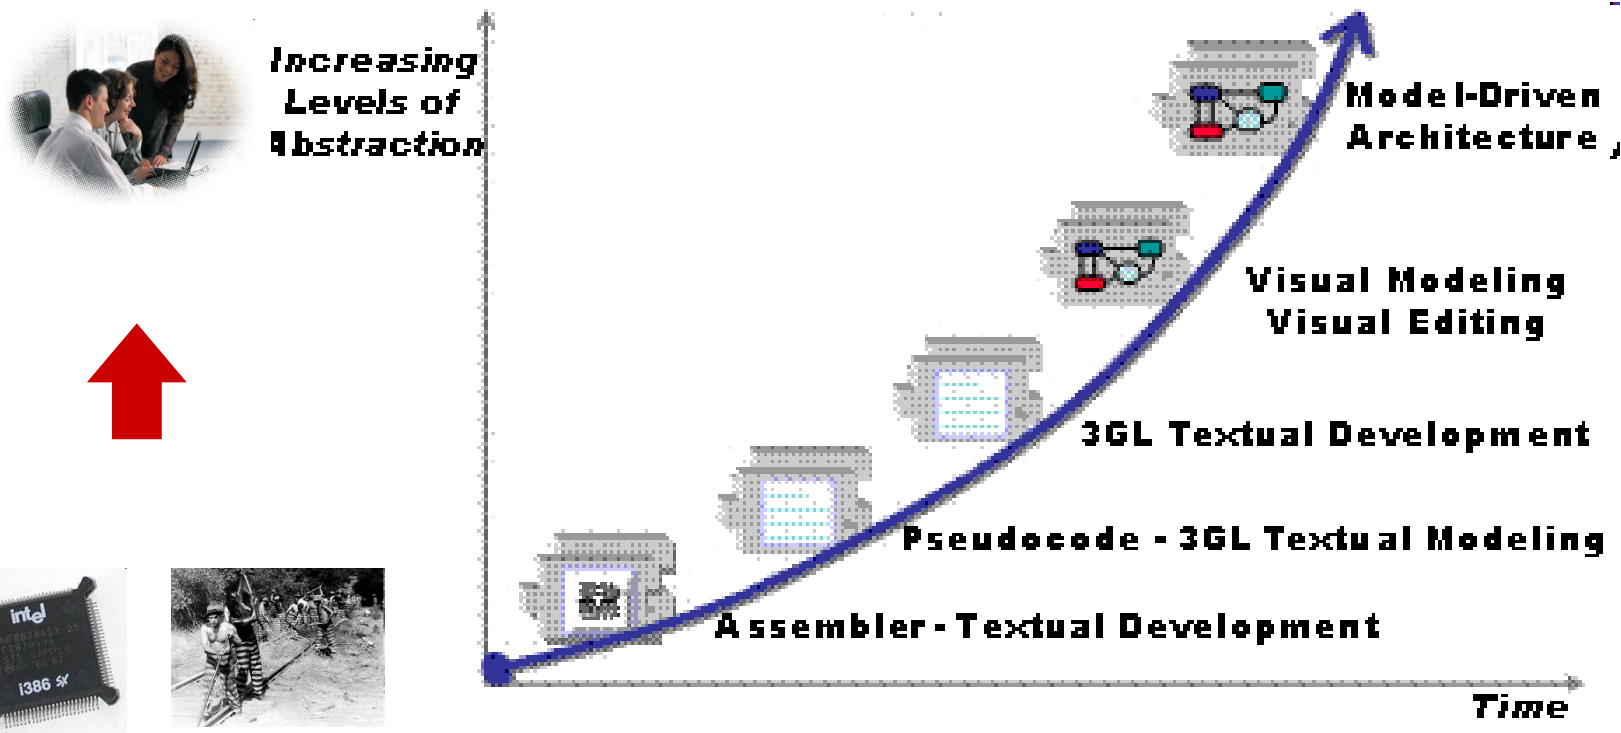 Increasing
Levels of
Abstraction
Model-Driven
Architecture ,
Visual Modeling
Visual Editing
3GL Textual Development
Pseudocode - 3GL Textual Modeling
Assembler - Textual Development
Time
intel
i386 SX